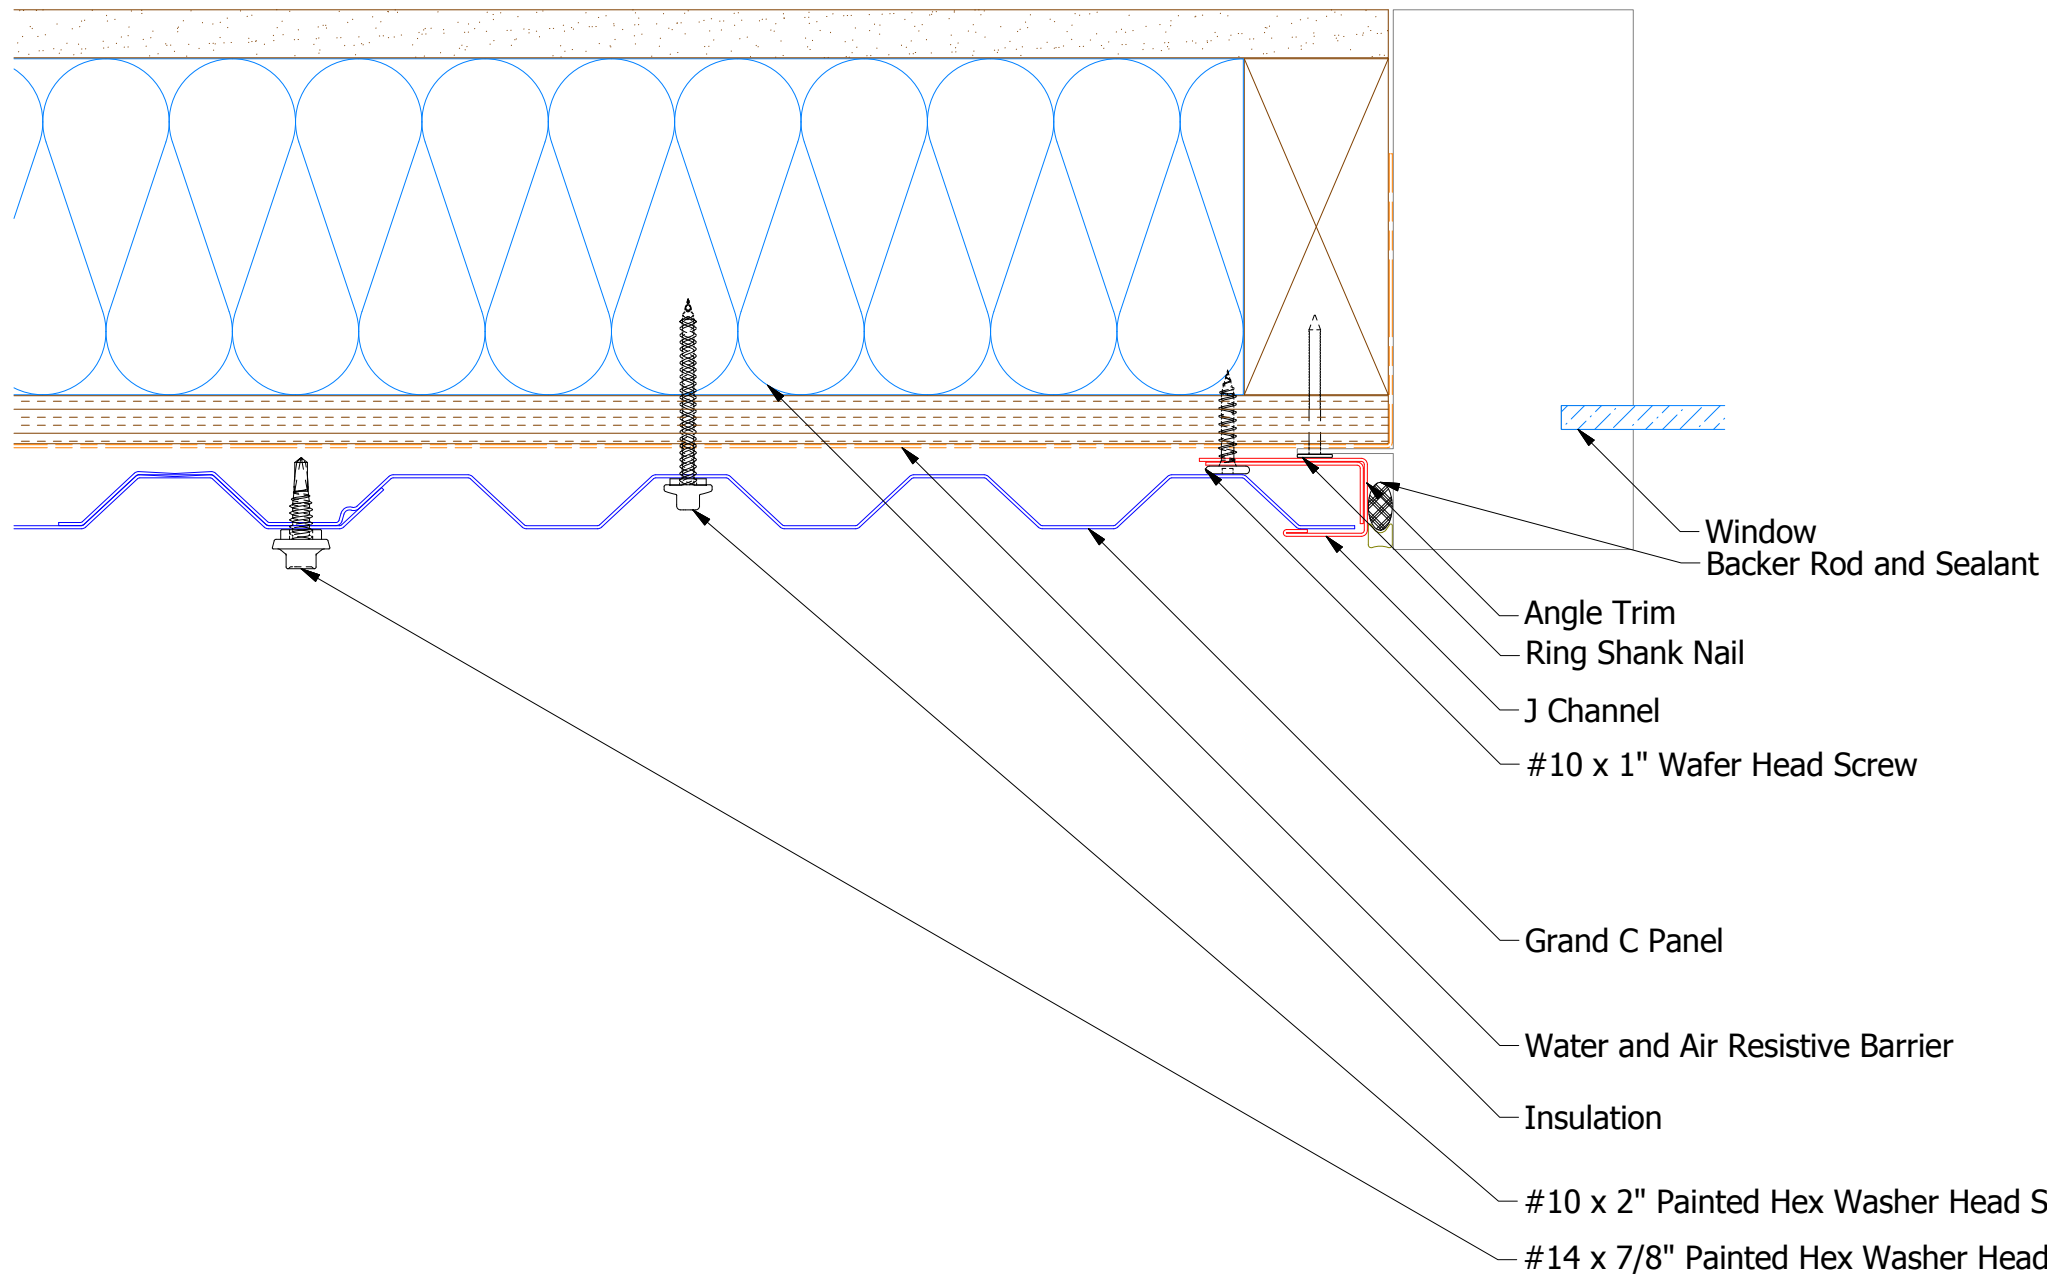 Window
Backer Rod and Sealant
Angle Trim
Ring Shank Nail
J Channel
#10 x 1" Wafer Head Screw
Grand C Panel
Water and Air Resistive Barrier
Insulation
#10 x 2" Painted Hex Washer Head S
#14 x 7/8" Painted Hex Washer Head